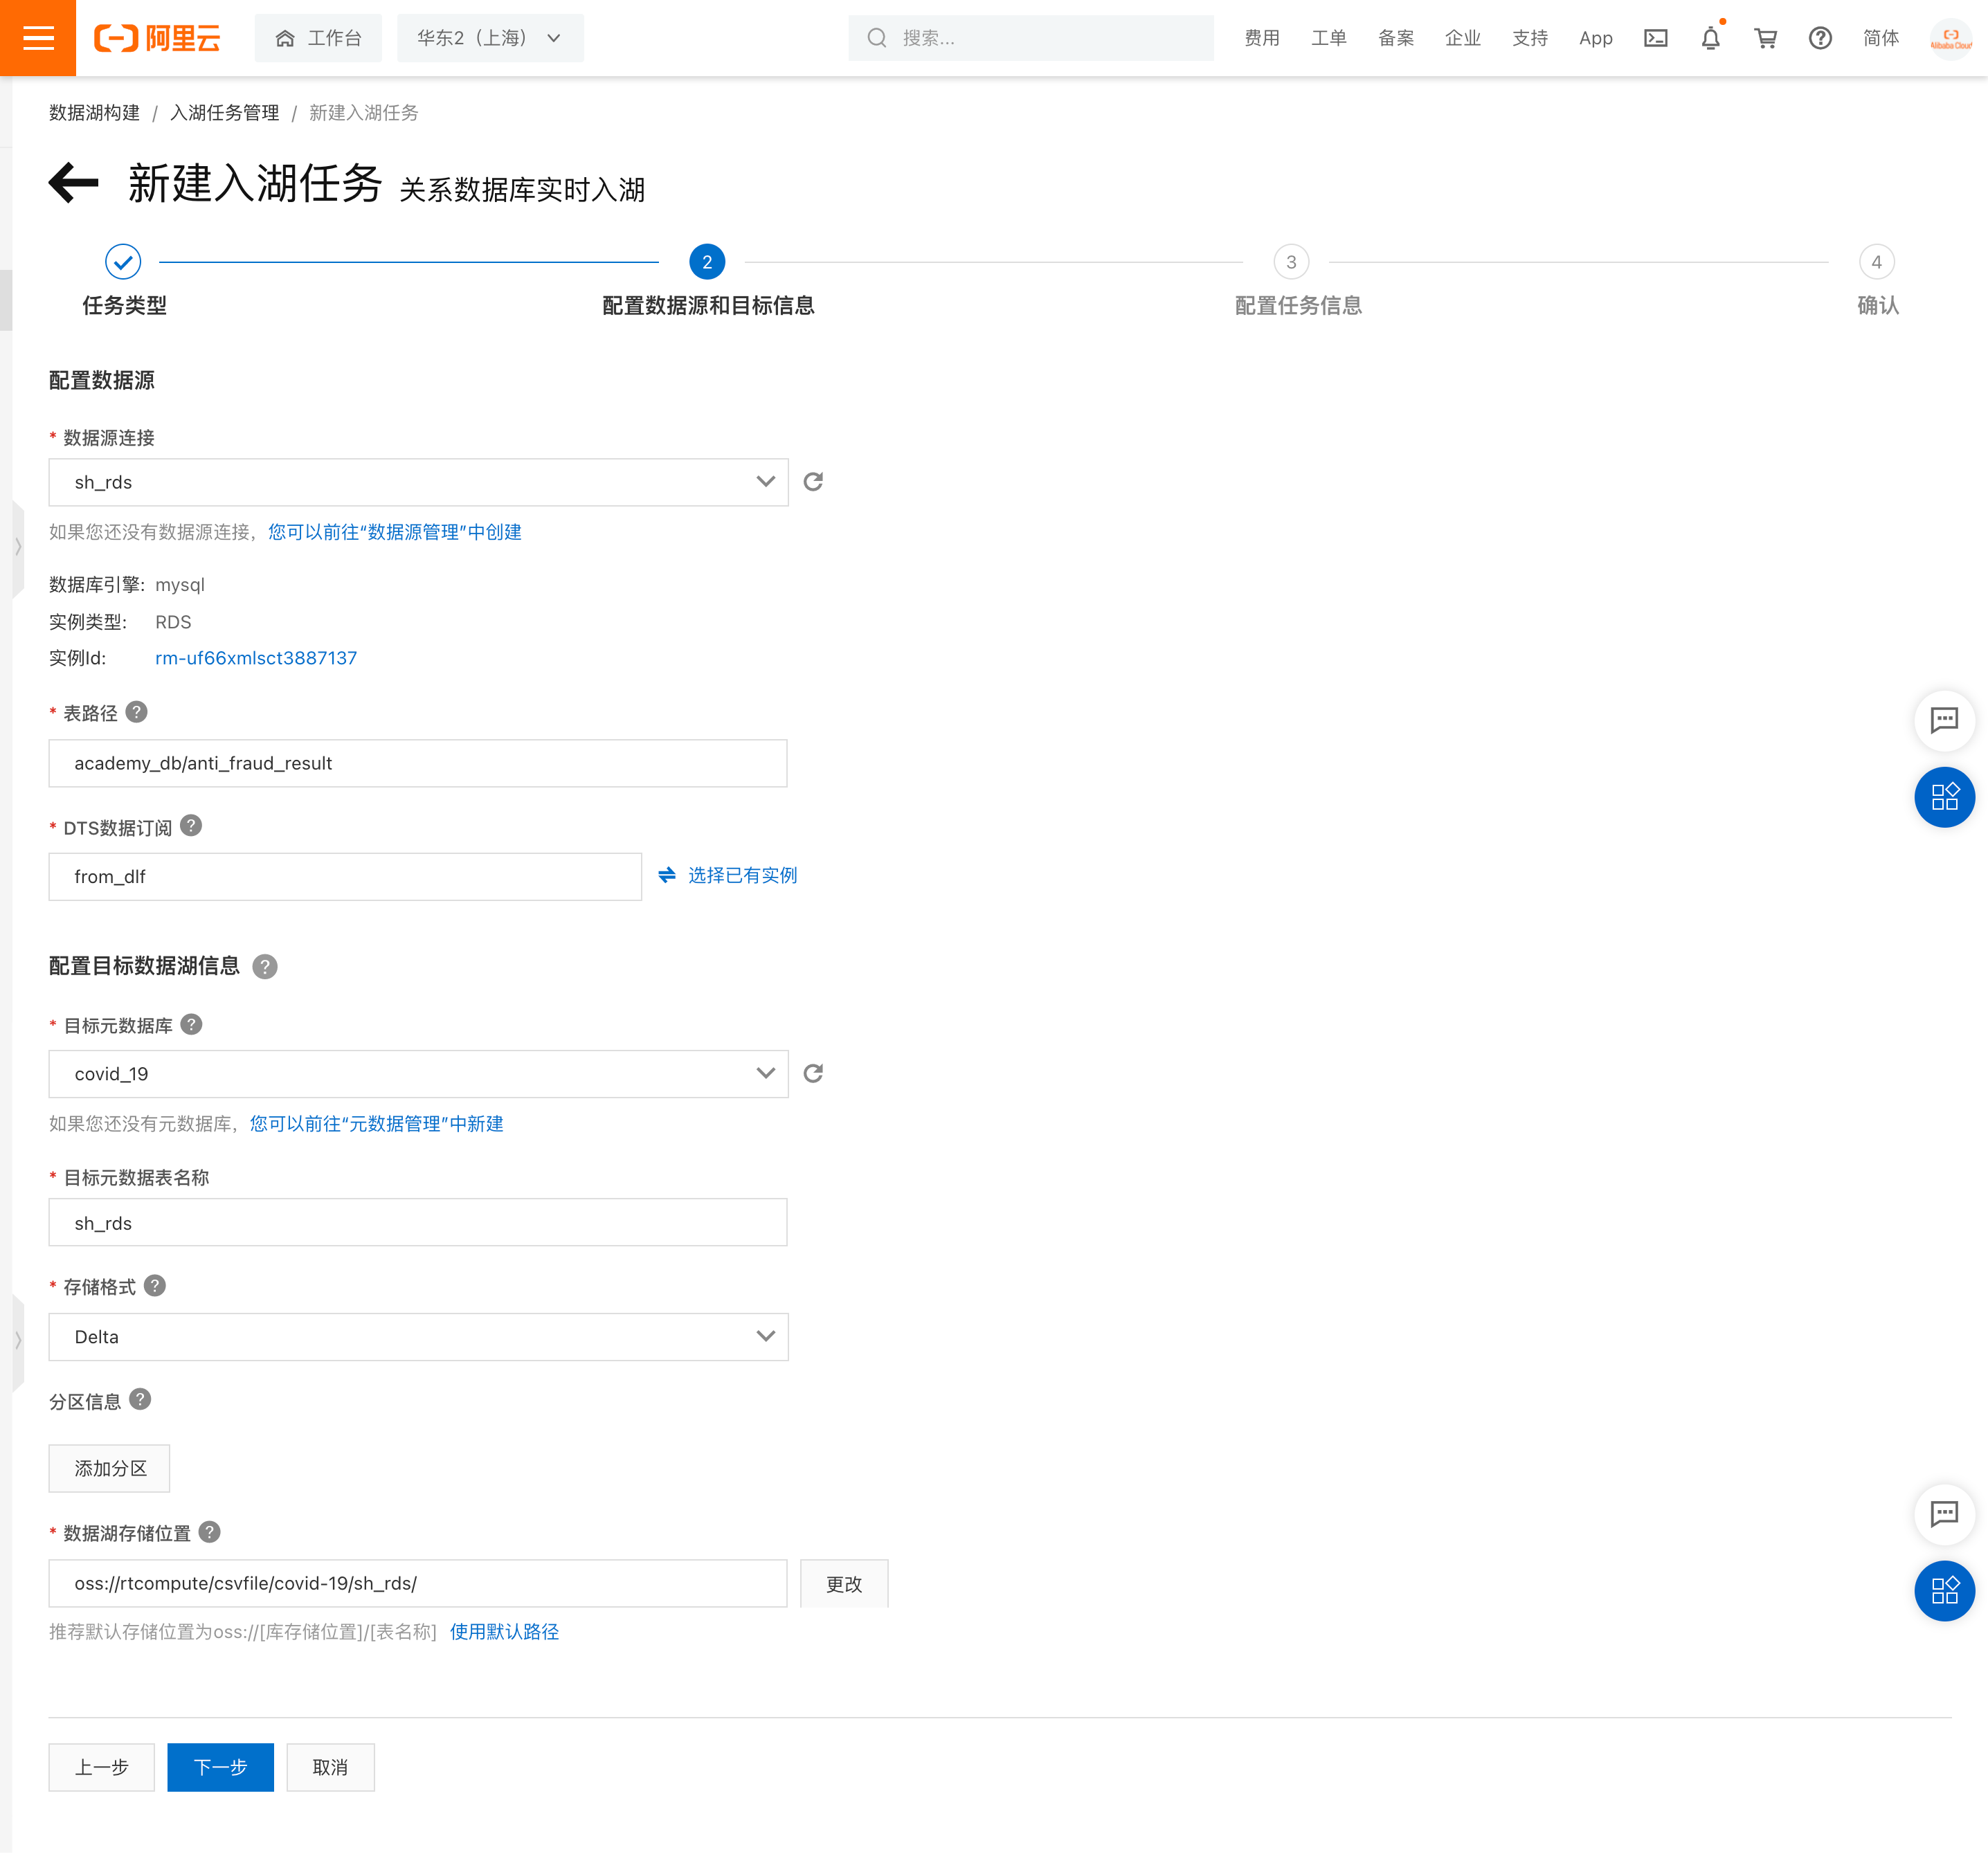 阿里云 工作台 华东2（上海） 搜索... 费用 工单 备案 企业 支持 App 简体 Alibaba Cloud
数据湖构建 / 入湖任务管理 / 新建入湖任务
新建入湖任务 关系数据库实时入湖
2 3 4
任务类型 配置数据源和目标信息 配置任务信息 确认
配置数据源
* 数据源连接
sh_rds
如果您还没有数据源连接，您可以前往“数据源管理”中创建
数据库引擎: mysql
实例类型: RDS
实例Id: rm-uf66xmlsct3887137
* 表路径 ?
academy_db/anti_fraud_result
* DTS数据订阅 ?
from_dlf 选择已有实例
配置目标数据湖信息 ?
* 目标元数据库 ?
covid_19
如果您还没有元数据库，您可以前往“元数据管理”中新建
* 目标元数据表名称
sh_rds
* 存储格式 ?
Delta
分区信息 ?
添加分区
* 数据湖存储位置 ?
oss://rtcompute/csvfile/covid-19/sh_rds/ 更改
推荐默认存储位置为oss://[库存储位置]/[表名称] 使用默认路径
上一步 下一步 取消